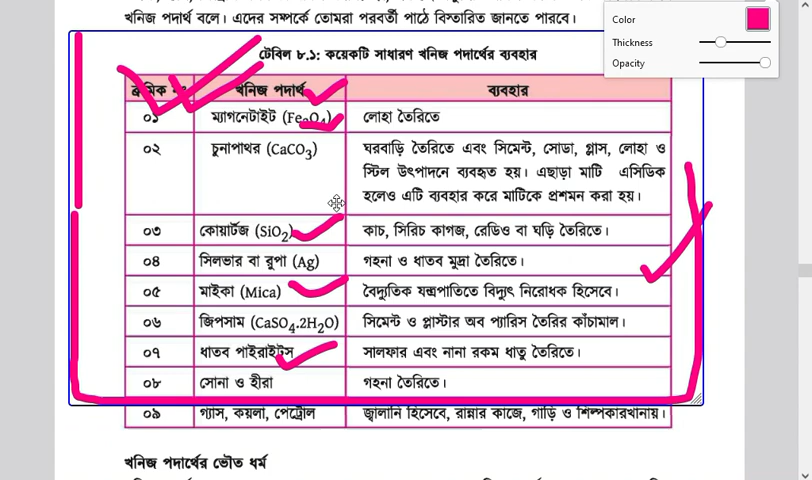 খনিজ পদার্থ বলে। এদের সম্পর্কে তোমরা পরবর্তী পাঠে বিস্তারিত জানতে পারবে।
Color
Thickness
Opacity
টেবিল ৮.১: কয়েকটি সাধারণ খনিজ পদার্থের ব্যবহার
ক্রমিক খনিজ পদার্থ ব্যবহার
০১ ম্যাগনেটাইট (Fe₃O₄) লোহা তৈরিতে
০২ চুনাপাথর (CaCO₃) ঘরবাড়ি তৈরিতে এবং সিমেন্ট, সোডা, গ্লাস, লোহা ও
স্টিল উৎপাদনে ব্যবহৃত হয়। এছাড়া মাটি এসিডিক
হলেও এটি ব্যবহার করে মাটিকে প্রশমন করা হয়।
০৩ কোয়ার্টজ (SiO₂) কাচ, সিরিচ কাগজ, রেডিও বা ঘড়ি তৈরিতে।
০৪ সিলভার বা রুপা (Ag) গহনা ও ধাতব মুদ্রা তৈরিতে।
০৫ মাইকা (Mica) বৈদ্যুতিক যন্ত্রপাতিতে বিদ্যুৎ নিরোধক হিসেবে।
০৬ জিপসাম (CaSO₄.2H₂O) সিমেন্ট ও প্লাস্টার অব প্যারিস তৈরির কাঁচামাল।
০৭ ধাতব পাইরাইটস সালফার এবং নানা রকম ধাতু তৈরিতে।
০৮ সোনা ও হীরা গহনা তৈরিতে।
০৯ গ্যাস, কয়লা, পেট্রোল জ্বালানি হিসেবে, রান্নার কাজে, গাড়ি ও শিল্পকারখানায়।
খনিজ পদার্থের ভৌত ধর্ম